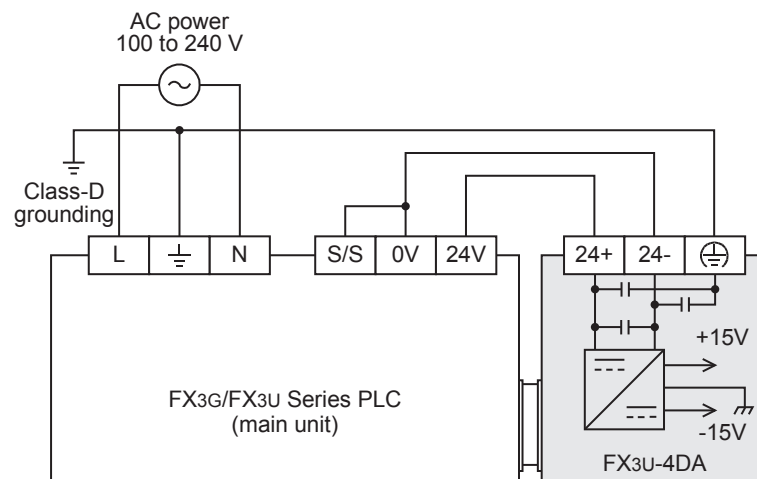 AC power
100 to 240 V
Class-D
grounding
L
N
S/S
0V
24V
24+
24-
+15V
-15V
FX3G/FX3U Series PLC
(main unit)
FX3U-4DA